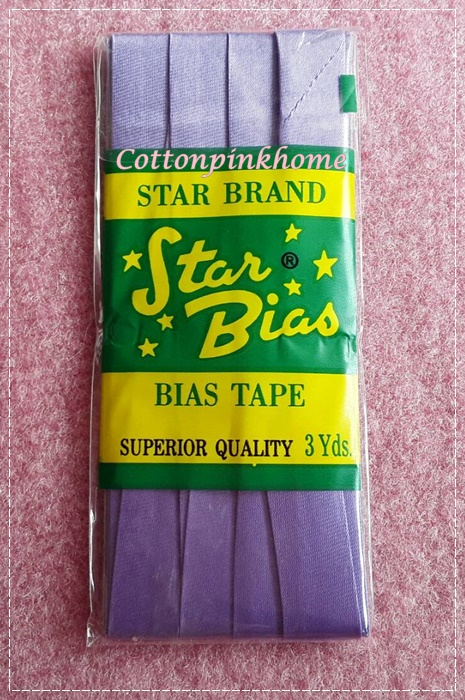 Cottonpinkhome
STAR BRAND
Star ®
Bias
BIAS TAPE
SUPERIOR QUALITY 3 Yds.